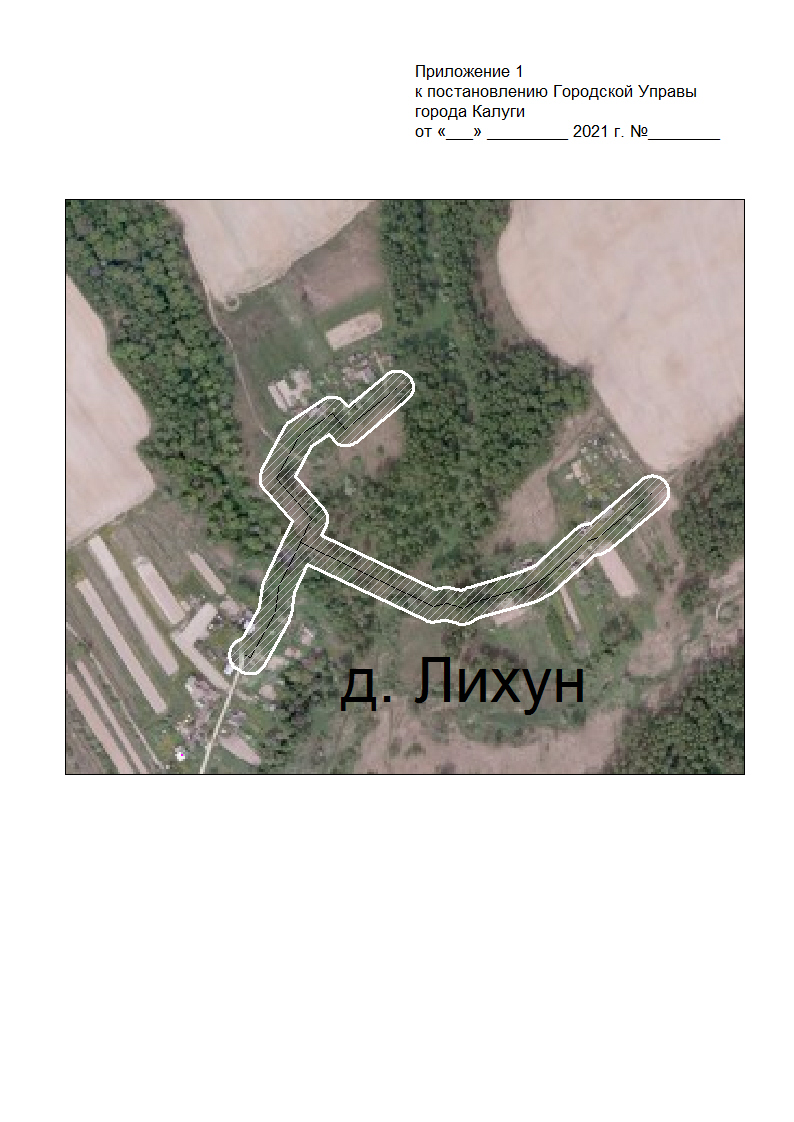 Приложение 1
к постановлению Городской Управы
города Калуги
от «___» _________ 2021 г. №________
д. Лихун